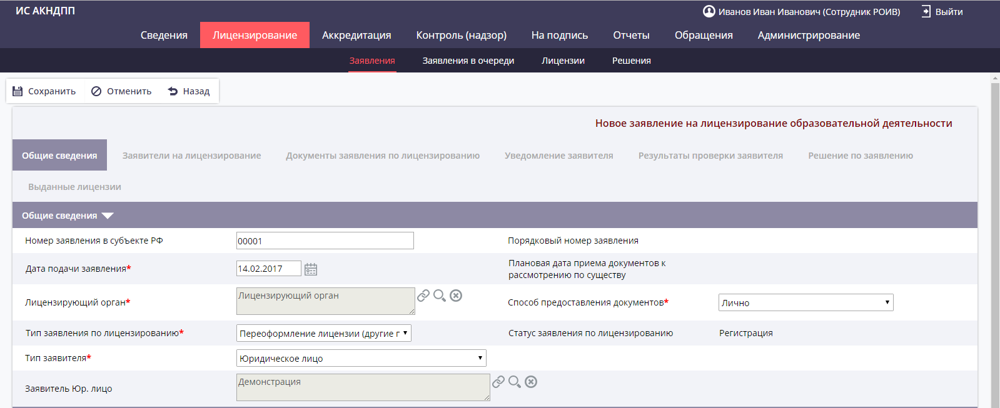 ИС АКНДПП
Иванов Иван Иванович (Сотрудник РОИВ) Выйти
Сведения Лицензирование Аккредитация Контроль (надзор) На подпись Отчеты Обращения Администрирование
Заявления Заявления в очереди Лицензии Решения
Сохранить Отменить Назад
Новое заявление на лицензирование образовательной деятельности
Общие сведения Заявители на лицензирование Документы заявления по лицензированию Уведомление заявителя Результаты проверки заявителя Решение по заявлению
Выданные лицензии
Общие сведения
Номер заявления в субъекте РФ 00001 Порядковый номер заявления
Дата подачи заявления* 14.02.2017 Плановая дата приема документов к
рассмотрению по существу
Лицензирующий орган* Лицензирующий орган Способ предоставления документов* Лично
Тип заявления по лицензированию* Переоформление лицензии (другие г Статус заявления по лицензированию Регистрация
Тип заявителя* Юридическое лицо
Заявитель Юр. лицо Демонстрация